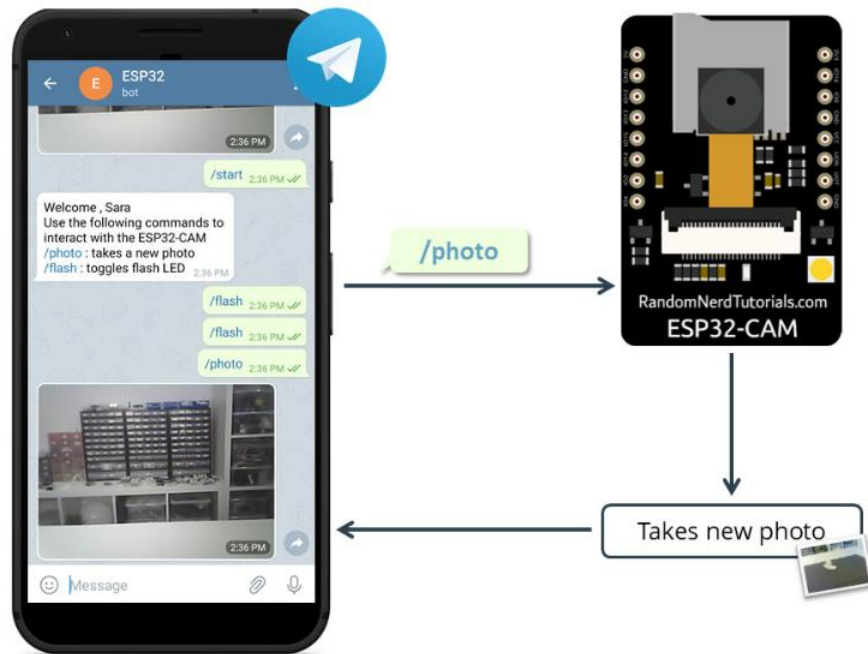 E
ESP32
bot
2:36 PM
/start 2:36 PM
Welcome , Sara
Use the following commands to
interact with the ESP32-CAM
/photo : takes a new photo
/flash : toggles flash LED 2:36 PM
/flash 2:36 PM
/flash 2:36 PM
/photo 2:36 PM
2:36 PM
Message
/photo
RandomNerdTutorials.com
ESP32-CAM
Takes new photo